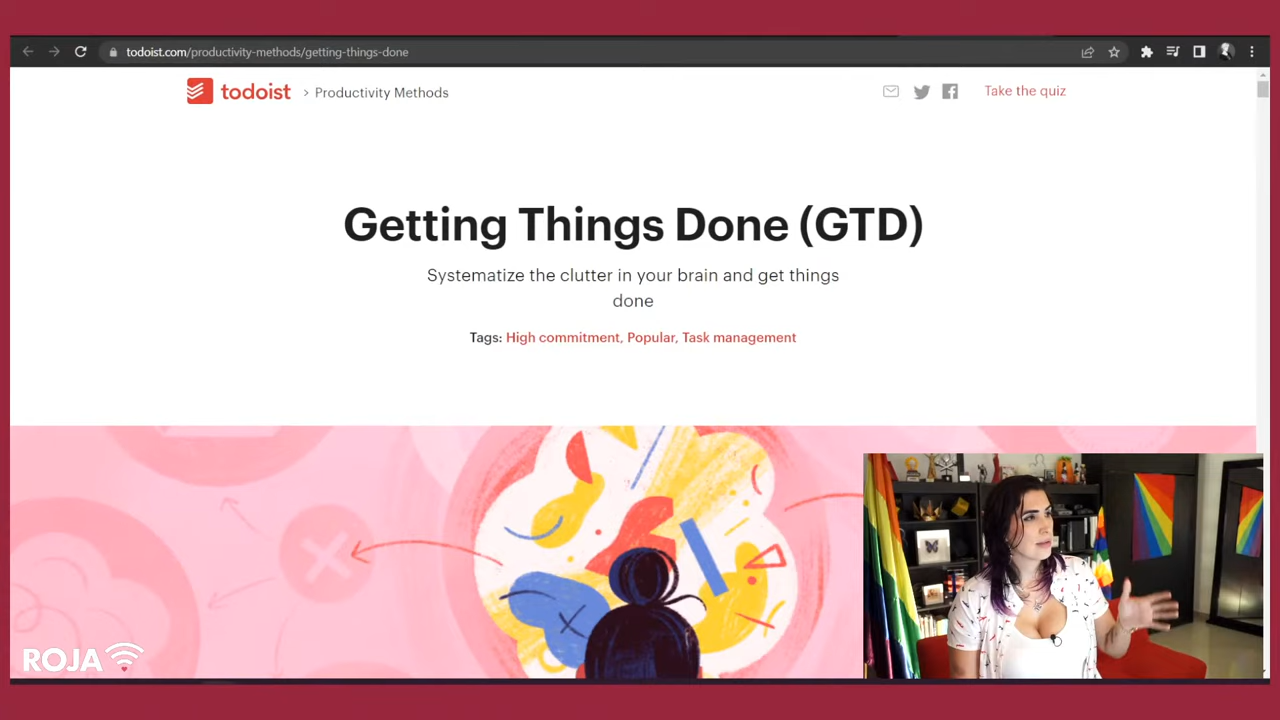 todoist.com/productivity-methods/getting-things-done
todoist > Productivity Methods
Take the quiz
Getting Things Done (GTD)
Systematize the clutter in your brain and get things
done
Tags: High commitment, Popular, Task management
ROJA